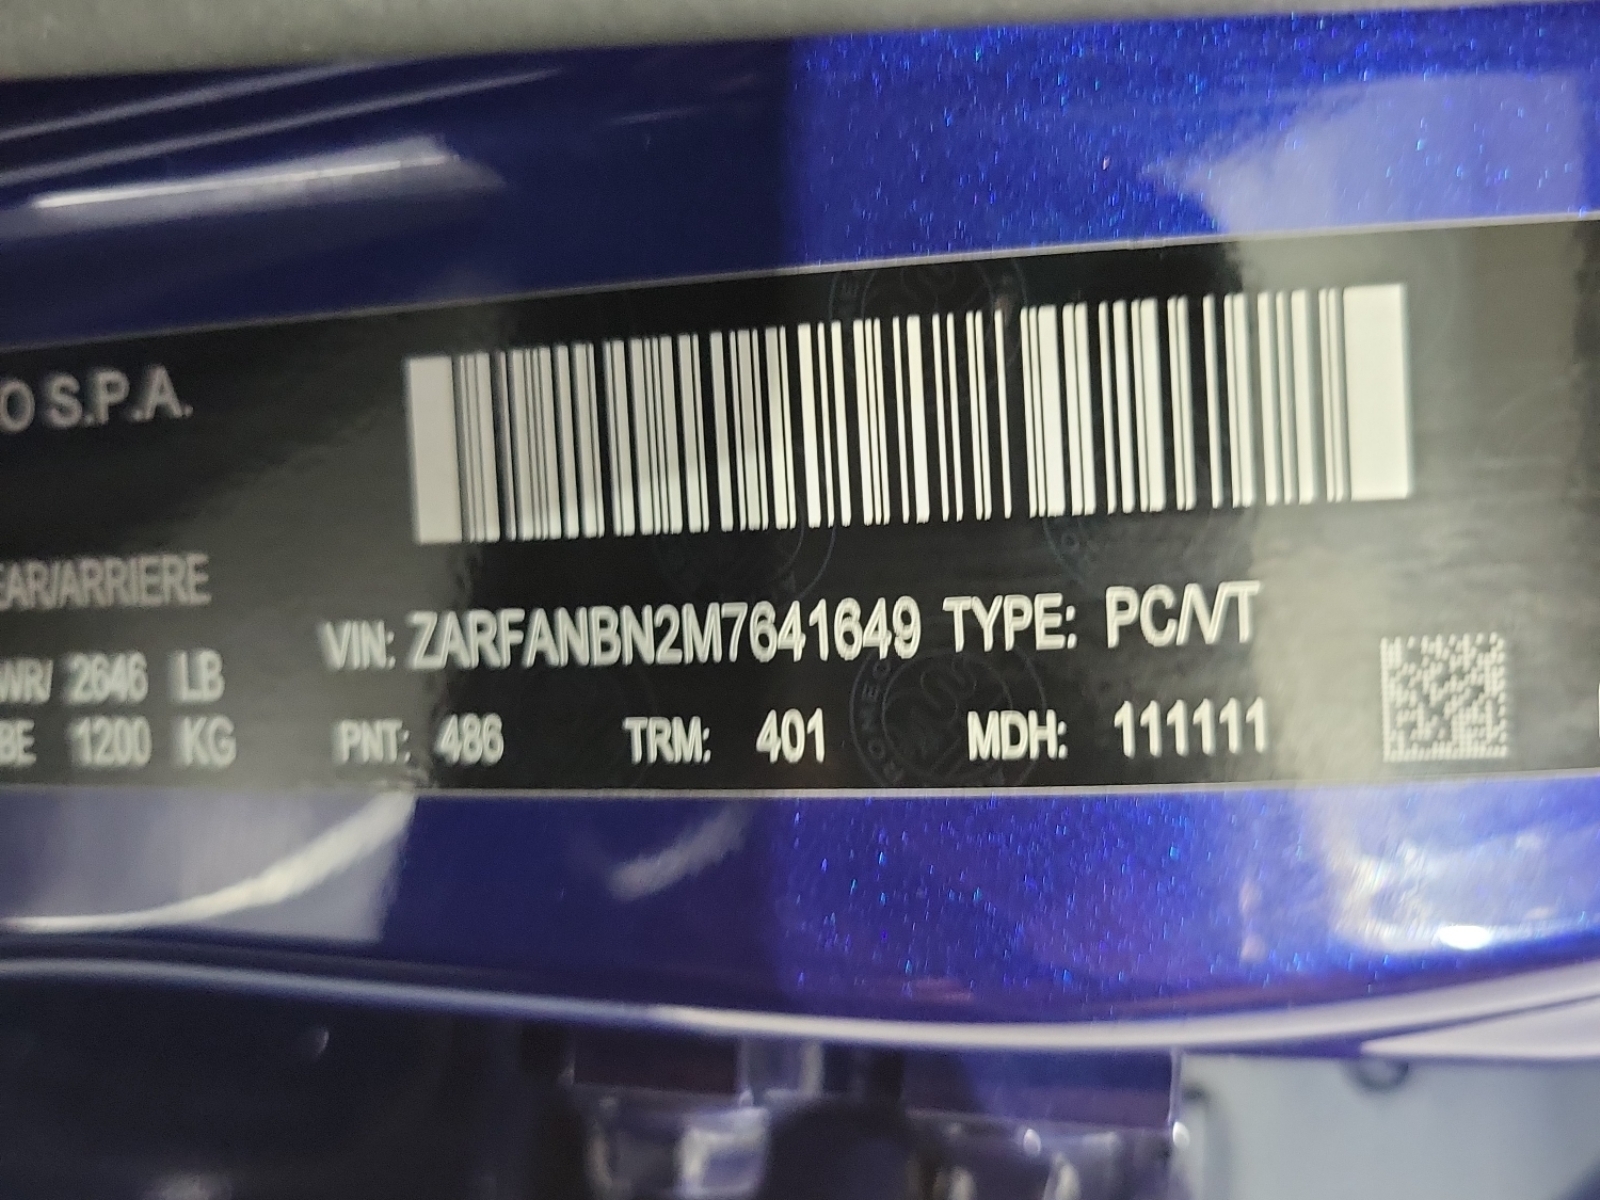 O S.P.A.
EAR/ARRIERE
VIN: ZARFANBN2M7641649 TYPE: PC/VT
WR/ 2646 LB
BE 1200 KG PNT: 486 TRM: 401 MDH: 111111
ROMEO